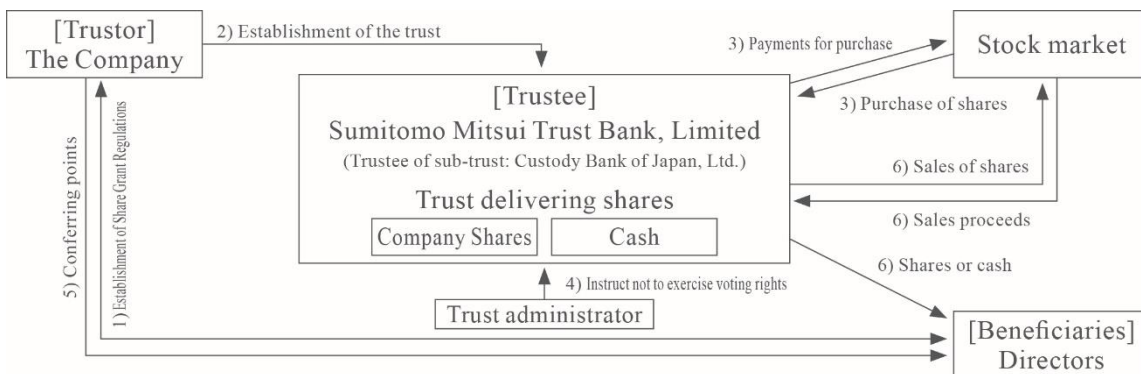 [Trustor]
The Company
2) Establishment of the trust
3) Payments for purchase
Stock market
[Trustee]
Sumitomo Mitsui Trust Bank, Limited
(Trustee of sub-trust: Custody Bank of Japan, Ltd.)
3) Purchase of shares
6) Sales of shares
Trust delivering shares
Company Shares
Cash
6) Sales proceeds
5) Conferring points
1) Establishment of Share Grant Regulations
6) Shares or cash
4) Instruct not to exercise voting rights
Trust administrator
[Beneficiaries]
Directors